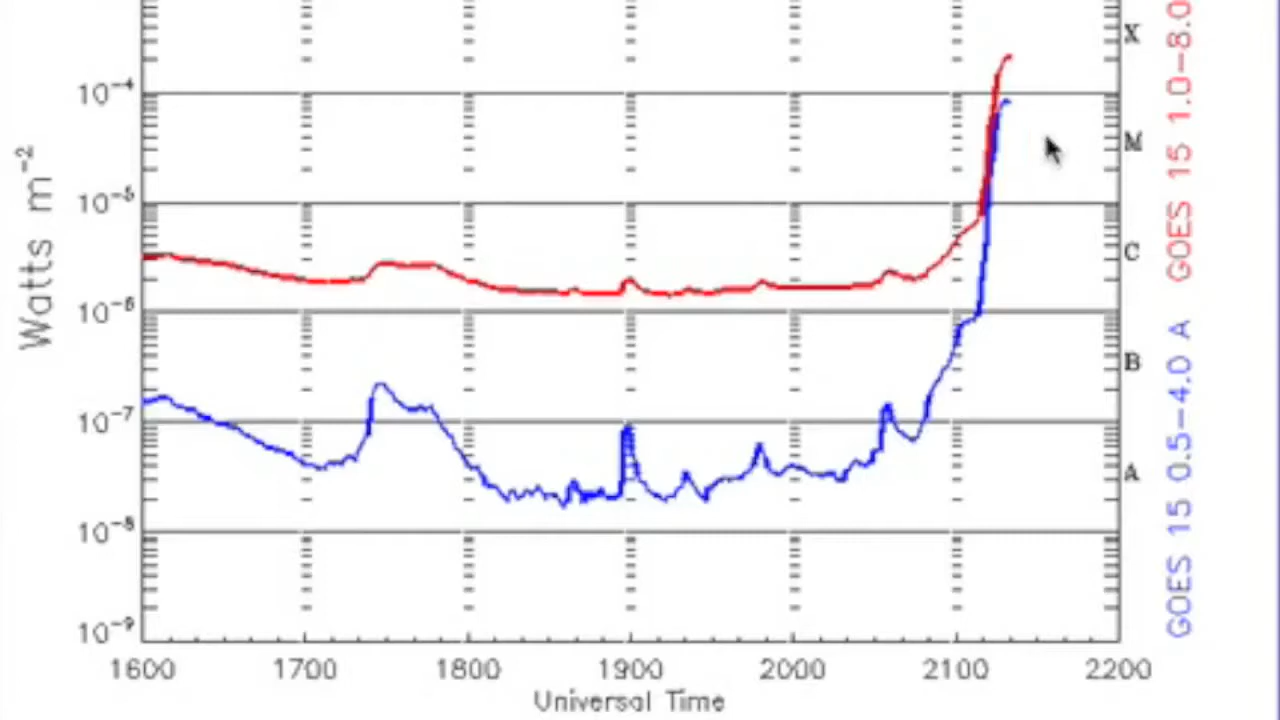 Watts m⁻²
10⁻⁴
10⁻⁵
10⁻⁶
10⁻⁷
10⁻⁸
10⁻⁹
1600 1700 1800 1900 2000 2100 2200
Universal Time
X
M
C
B
A
GOES 15 1.0–8.0
GOES 15 0.5–4.0 A